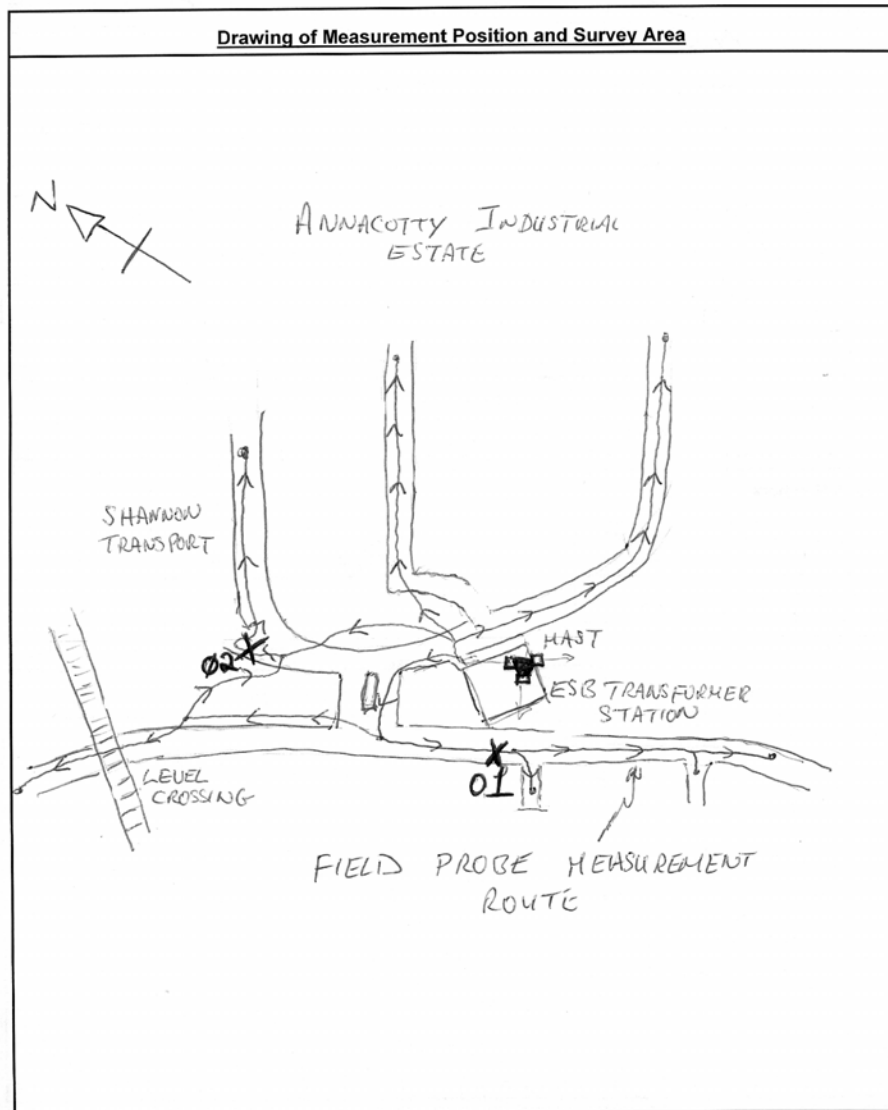 Drawing of Measurement Position and Survey Area
N
ANNACOTTY INDUSTRIAL
ESTATE
SHANNON
TRANSPORT
02
MAST
ESB TRANSFORMER
STATION
01
LEVEL
CROSSING
FIELD PROBE MEASUREMENT
ROUTE